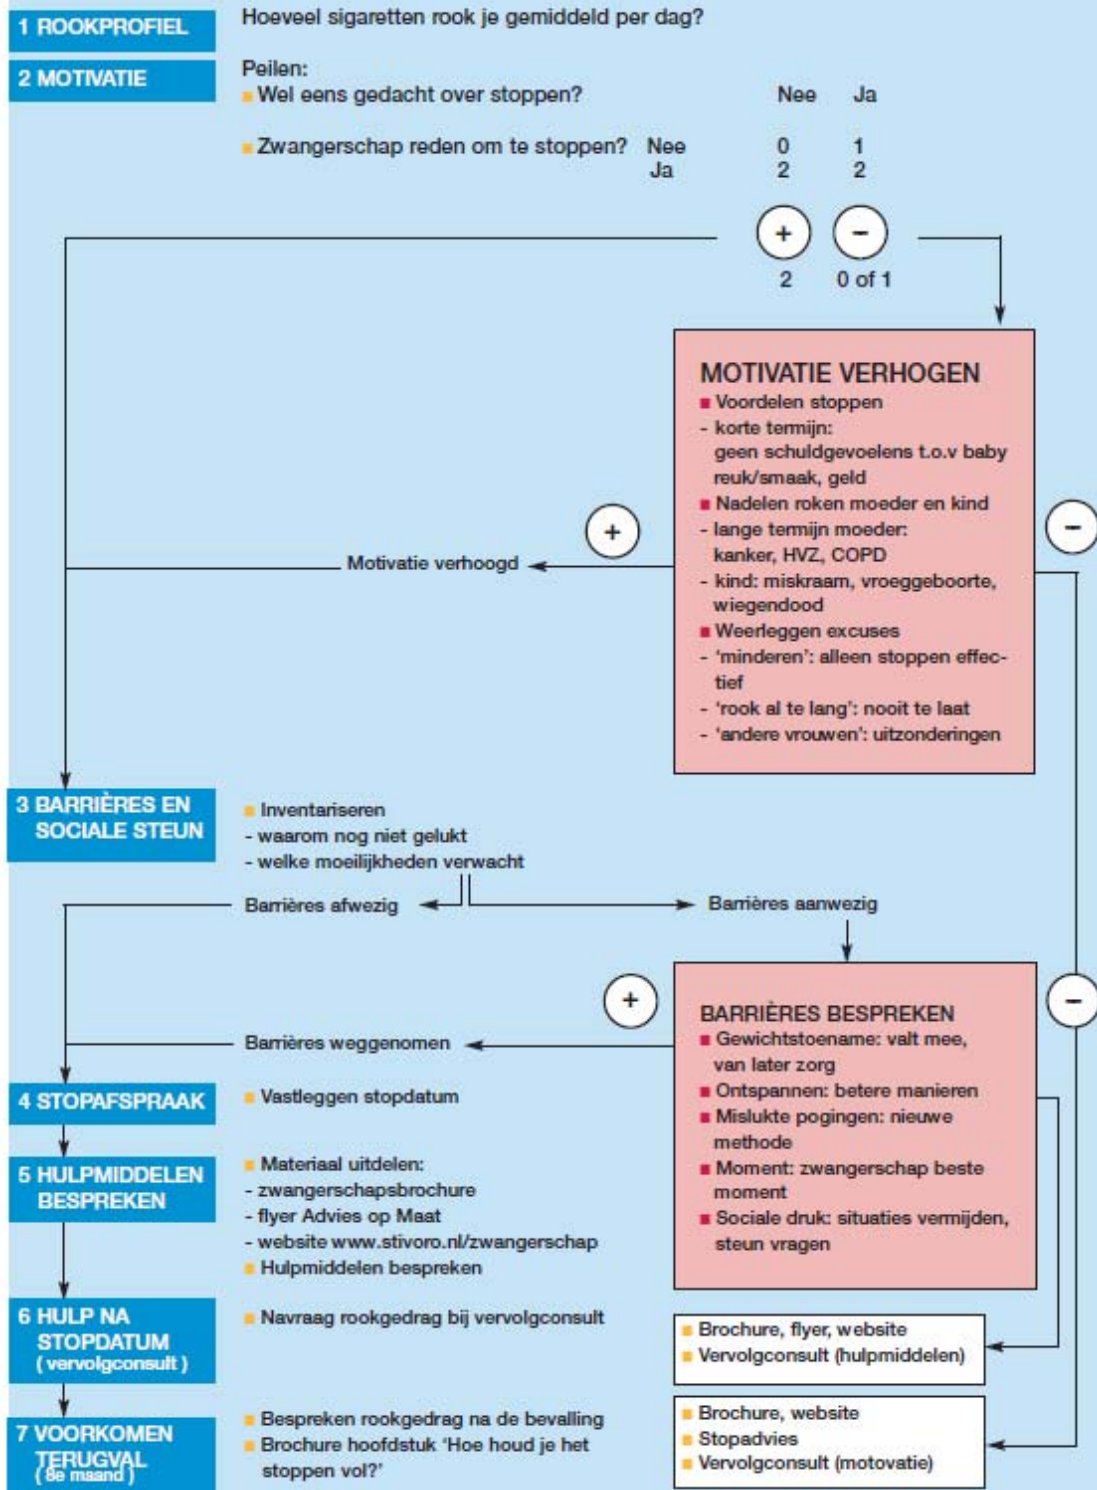 1 ROOKPROFIEL
Hoeveel sigaretten rook je gemiddeld per dag?
2 MOTIVATIE
Peilen:
Wel eens gedacht over stoppen? Nee Ja
Zwangerschap reden om te stoppen? Nee 0 1
Ja 2 2
+ −
2 0 of 1
MOTIVATIE VERHOGEN
Voordelen stoppen
- korte termijn:
geen schuldgevoelens t.o.v baby
reuk/smaak, geld
Nadelen roken moeder en kind
- lange termijn moeder:
kanker, HVZ, COPD
- kind: miskraam, vroeggeboorte,
wiegendood
Weerleggen excuses
- ‘minderen’: alleen stoppen effec-
tief
- ‘rook al te lang’: nooit te laat
- ‘andere vrouwen’: uitzonderingen
+
−
Motivatie verhoogd
3 BARRIÈRES EN
SOCIALE STEUN
Inventariseren
- waarom nog niet gelukt
- welke moeilijkheden verwacht
Barrières afwezig
Barrières aanwezig
+
−
BARRIÈRES BESPREKEN
Gewichtstoename: valt mee,
van later zorg
Ontspannen: betere manieren
Mislukte pogingen: nieuwe
methode
Moment: zwangerschap beste
moment
Sociale druk: situaties vermijden,
steun vragen
Barrières weggenomen
4 STOPAFSPRAAK
Vastleggen stopdatum
5 HULPMIDDELEN
BESPREKEN
Materiaal uitdelen:
- zwangerschapsbrochure
- flyer Advies op Maat
- website www.stivoro.nl/zwangerschap
Hulpmiddelen bespreken
6 HULP NA
STOPDATUM
( vervolgconsult )
Navraag rookgedrag bij vervolgconsult
Brochure, flyer, website
Vervolgconsult (hulpmiddelen)
7 VOORKOMEN
TERUGVAL
( 8e maand )
Bespreken rookgedrag na de bevalling
Brochure hoofdstuk ‘Hoe houd je het
stoppen vol?’
Brochure, website
Stopadvies
Vervolgconsult (motovatie)